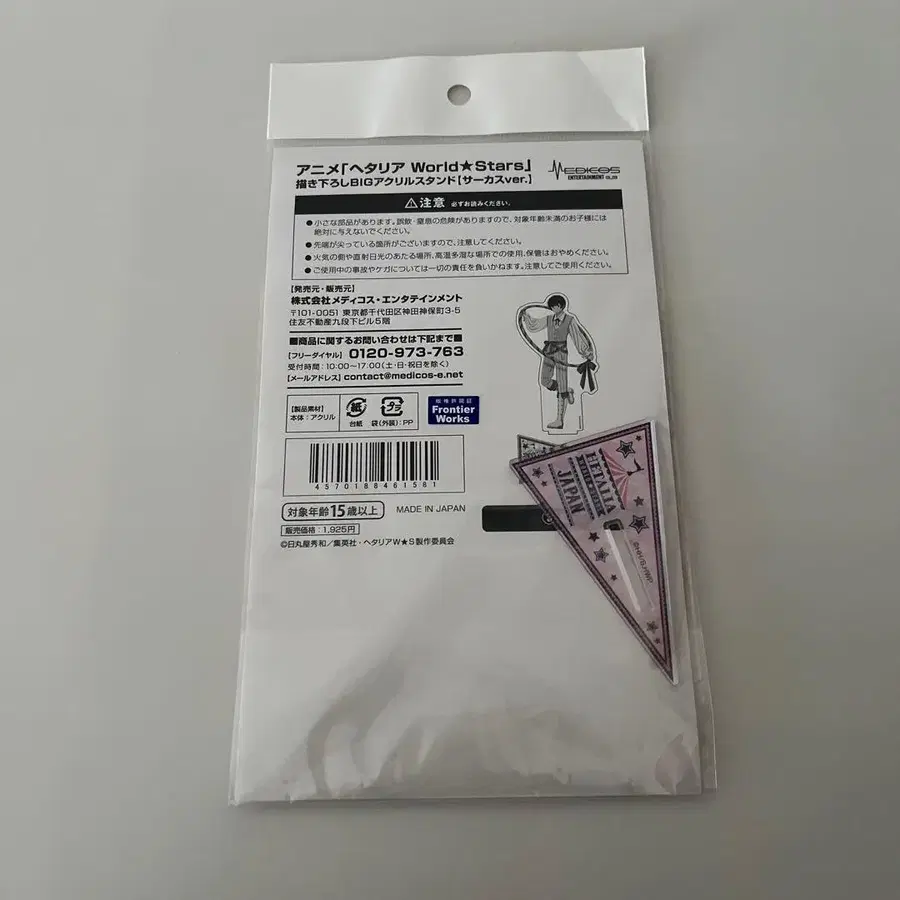 アニメ「ヘタリア World★Stars」
描き下ろしBIGアクリルスタンド【サーカスver.】
MEDICOS
ENTERTAINMENT CO.,LTD
⚠注意 必ずお読みください。
●小さな部品があります。誤飲・窒息の危険がありますので、対象年齢未満のお子様には
絶対に与えないでください。
●先端が尖っている箇所がございますので、注意してください。
●火気の側や直射日光のあたる場所、高温多湿な場所での使用、保管はおやめください。
●ご使用中の事故やケガについては一切の責任を負いかねます。注意してご使用ください。
【発売元・販売元】
株式会社メディコス・エンタテインメント
〒101-0051 東京都千代田区神田神保町3-5
住友不動産九段下ビル5階
■商品に関するお問い合わせは下記まで■
【フリーダイヤル】 0120-973-763
受付時間:10:00〜17:00(土・日・祝日を除く)
【メールアドレス】 contact@medicos-e.net
【製品素材】
本体:アクリル
紙
台紙
プラ
袋(外装):PP
版権許諾証
Frontier
Works
4570188461581
対象年齢15歳以上
MADE IN JAPAN
販売価格:1,925円
©日丸屋秀和/集英社・ヘタリアW★S製作委員会
HETALIA
JAPAN